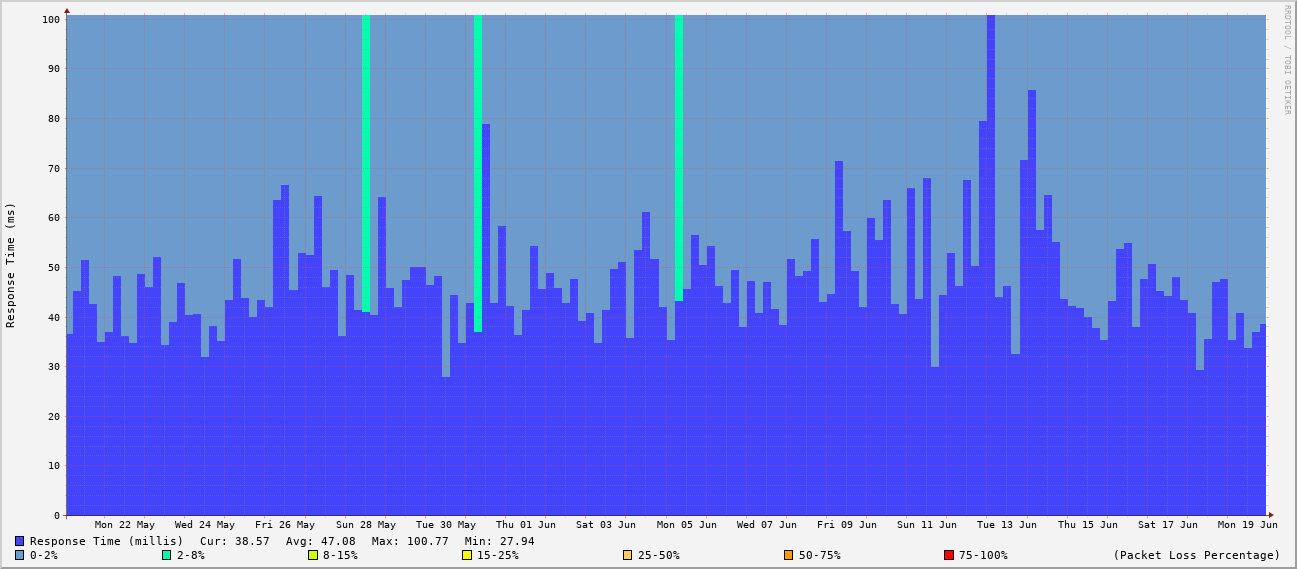 RRDTOOL / TOBI OETIKER
Response Time (ms)
100
90
80
70
60
50
40
30
20
10
0
Mon 22 May Wed 24 May Fri 26 May Sun 28 May Tue 30 May Thu 01 Jun Sat 03 Jun Mon 05 Jun Wed 07 Jun Fri 09 Jun Sun 11 Jun Tue 13 Jun Thu 15 Jun Sat 17 Jun Mon 19 Jun
Response Time (millis) Cur: 38.57 Avg: 47.08 Max: 100.77 Min: 27.94
0-2% 2-8% 8-15% 15-25% 25-50% 50-75% 75-100% (Packet Loss Percentage)